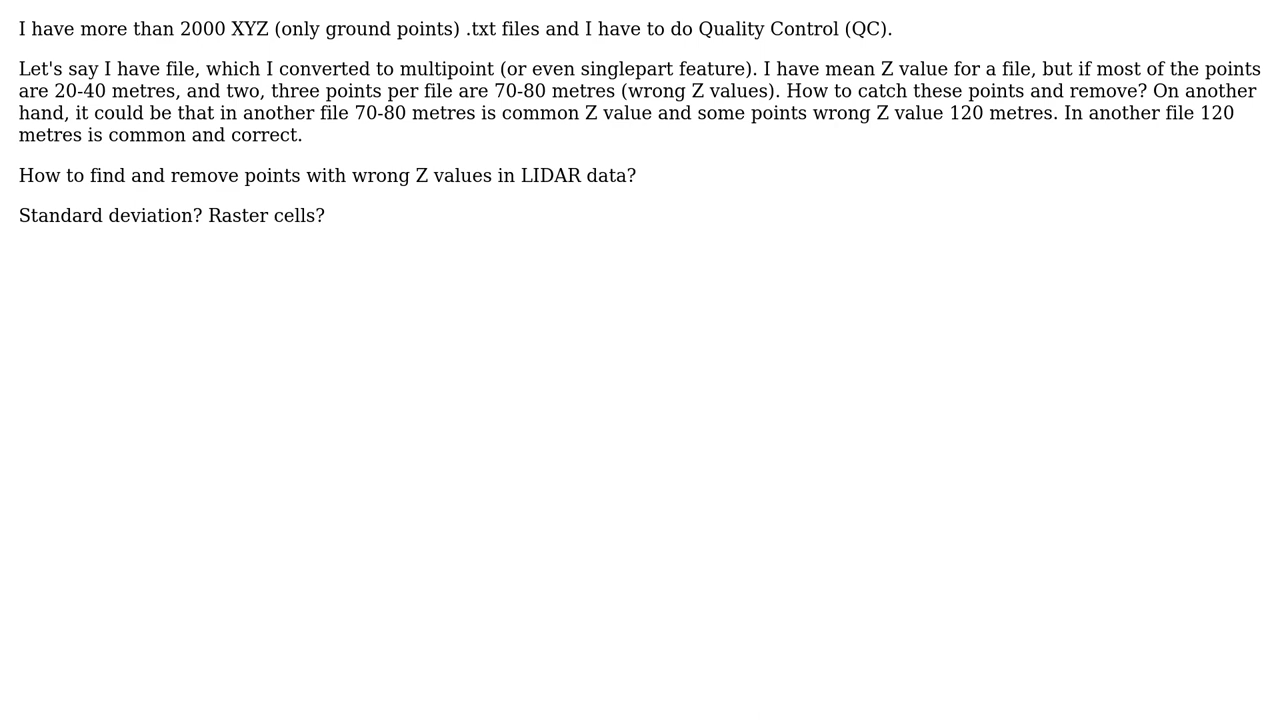 I have more than 2000 XYZ (only ground points) .txt files and I have to do Quality Control (QC).
Let's say I have file, which I converted to multipoint (or even singlepart feature). I have mean Z value for a file, but if most of the points
are 20-40 metres, and two, three points per file are 70-80 metres (wrong Z values). How to catch these points and remove? On another
hand, it could be that in another file 70-80 metres is common Z value and some points wrong Z value 120 metres. In another file 120
metres is common and correct.
How to find and remove points with wrong Z values in LIDAR data?
Standard deviation? Raster cells?